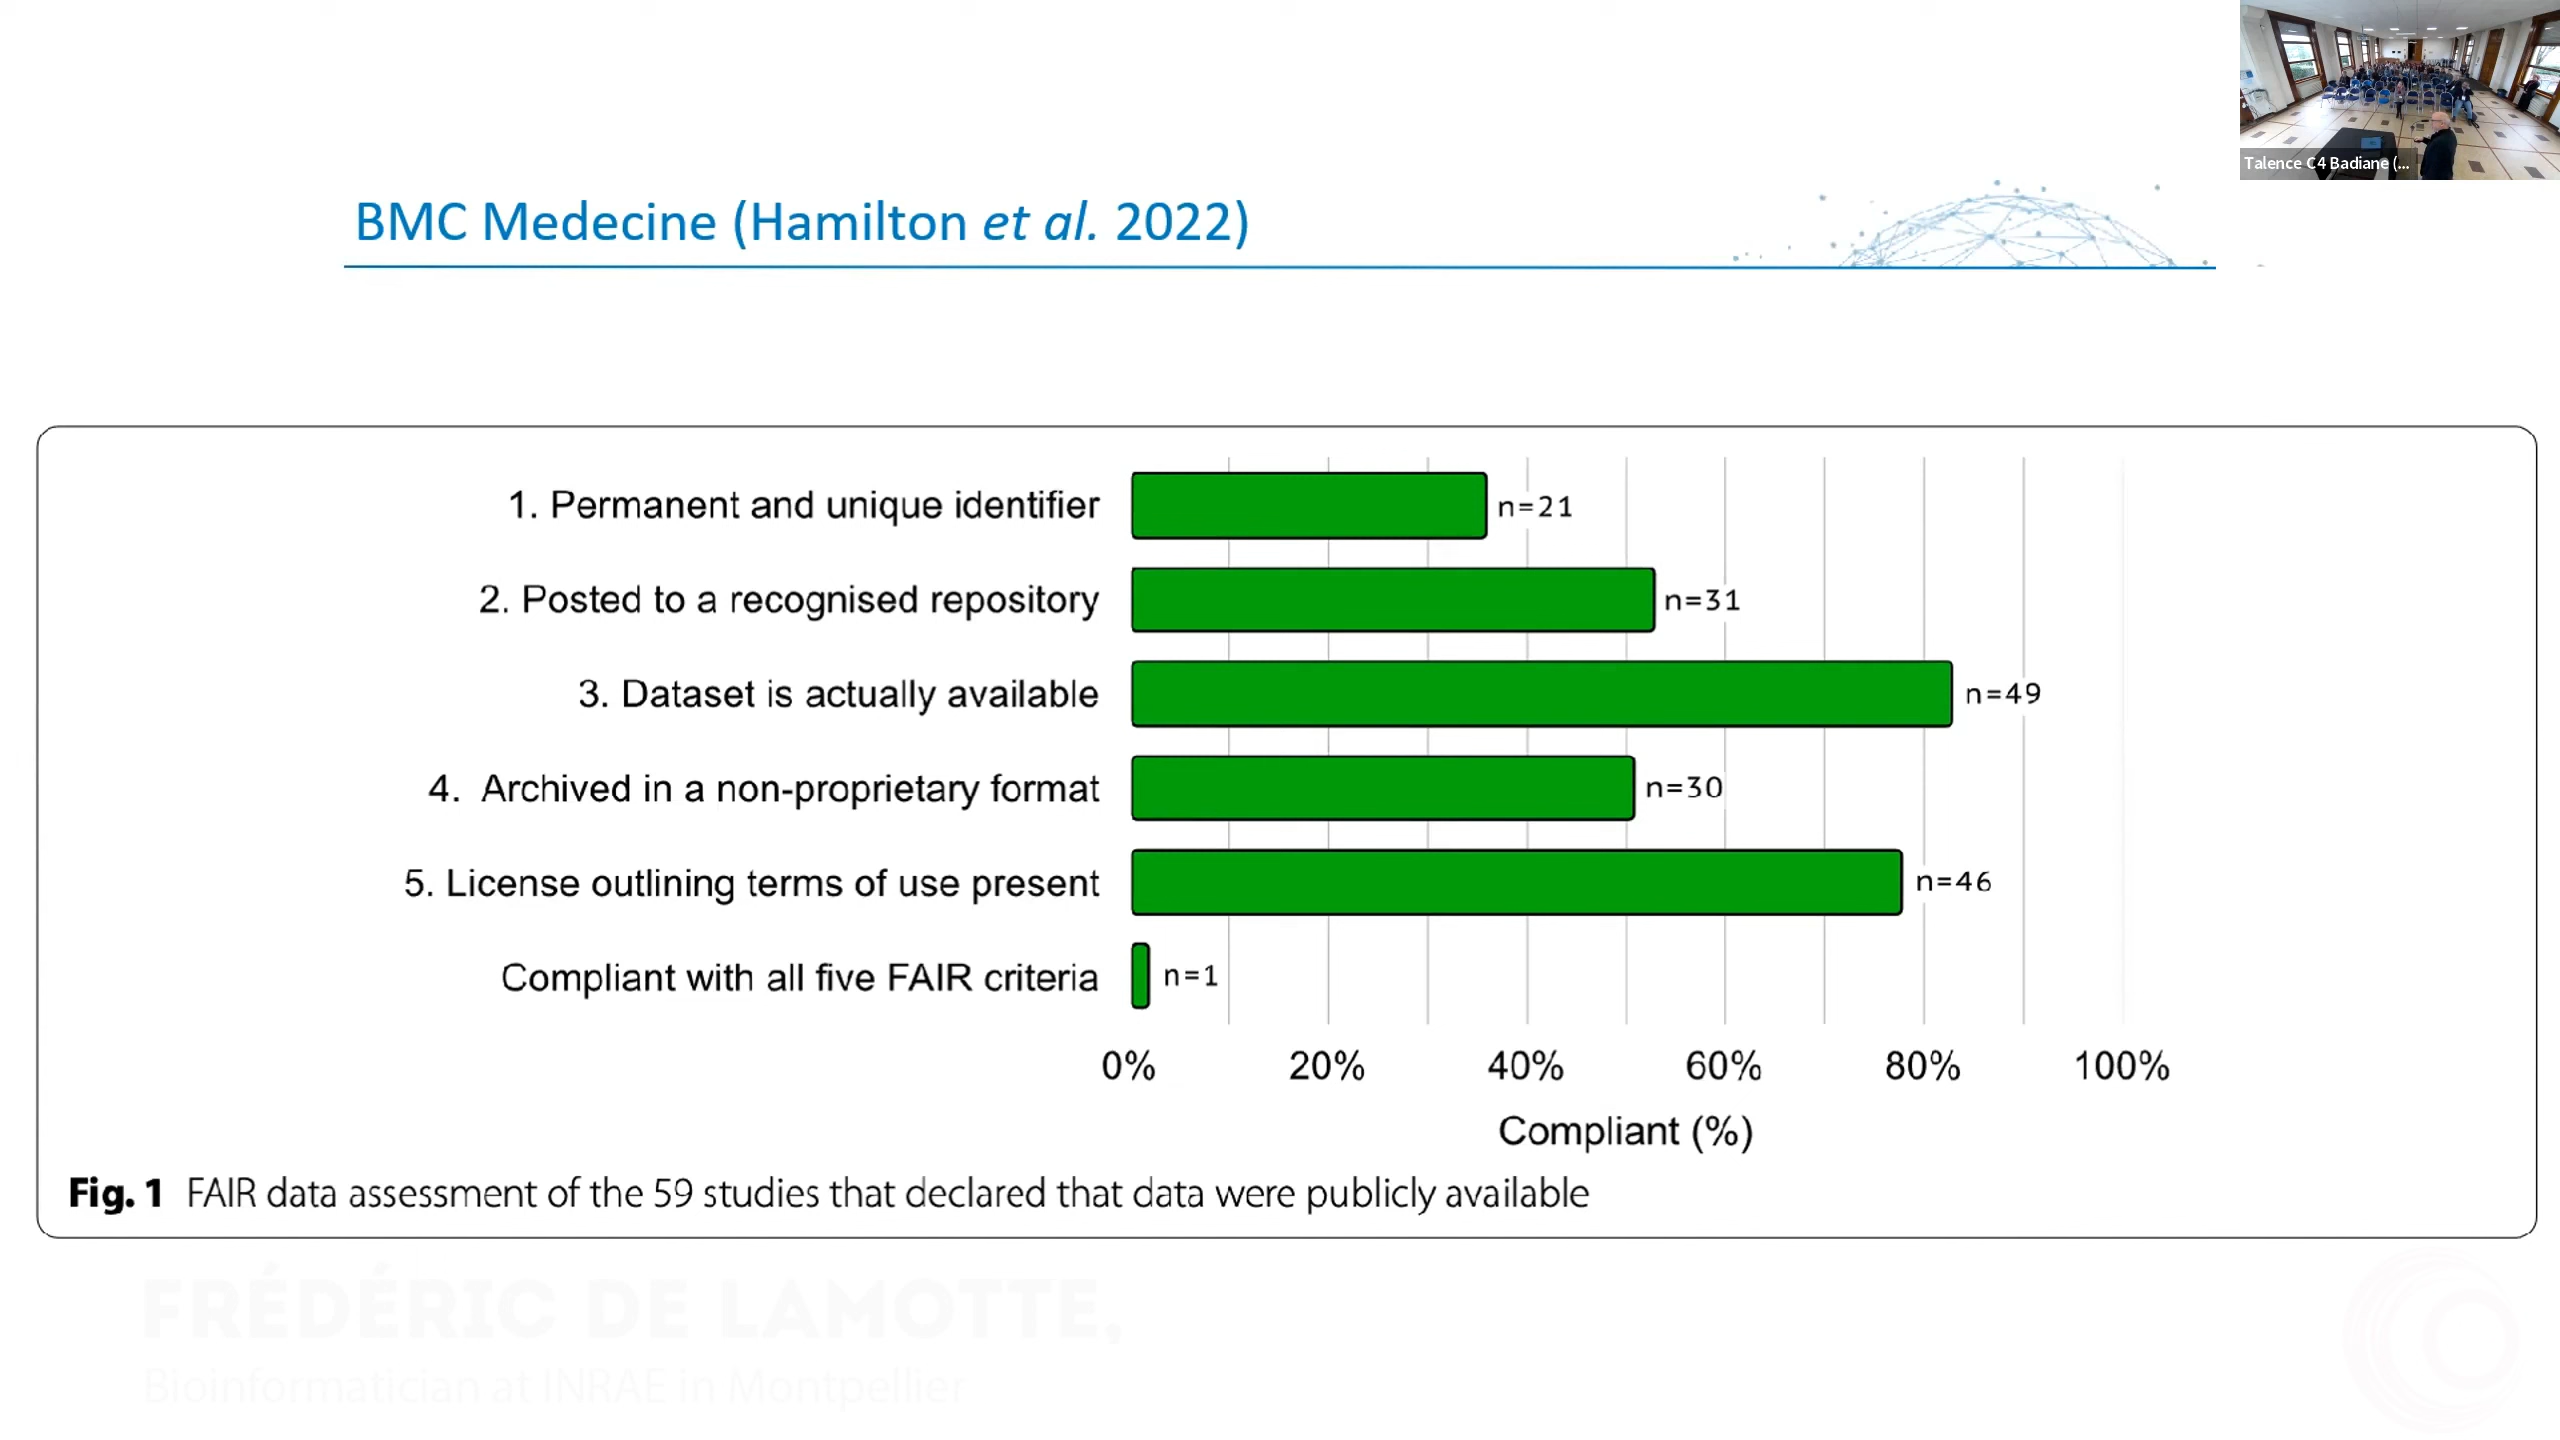 Talence C4 Badiane (...
BMC Medecine (Hamilton et al. 2022)
1. Permanent and unique identifier
n=21
2. Posted to a recognised repository
n=31
3. Dataset is actually available
n=49
4. Archived in a non-proprietary format
n=30
5. License outlining terms of use present
n=46
Compliant with all five FAIR criteria
n=1
0% 20% 40% 60% 80% 100%
Compliant (%)
Fig. 1 FAIR data assessment of the 59 studies that declared that data were publicly available
FRÉDÉRIC DE LAMOTTE,
Bioinformatician at INRAE in Montpellier